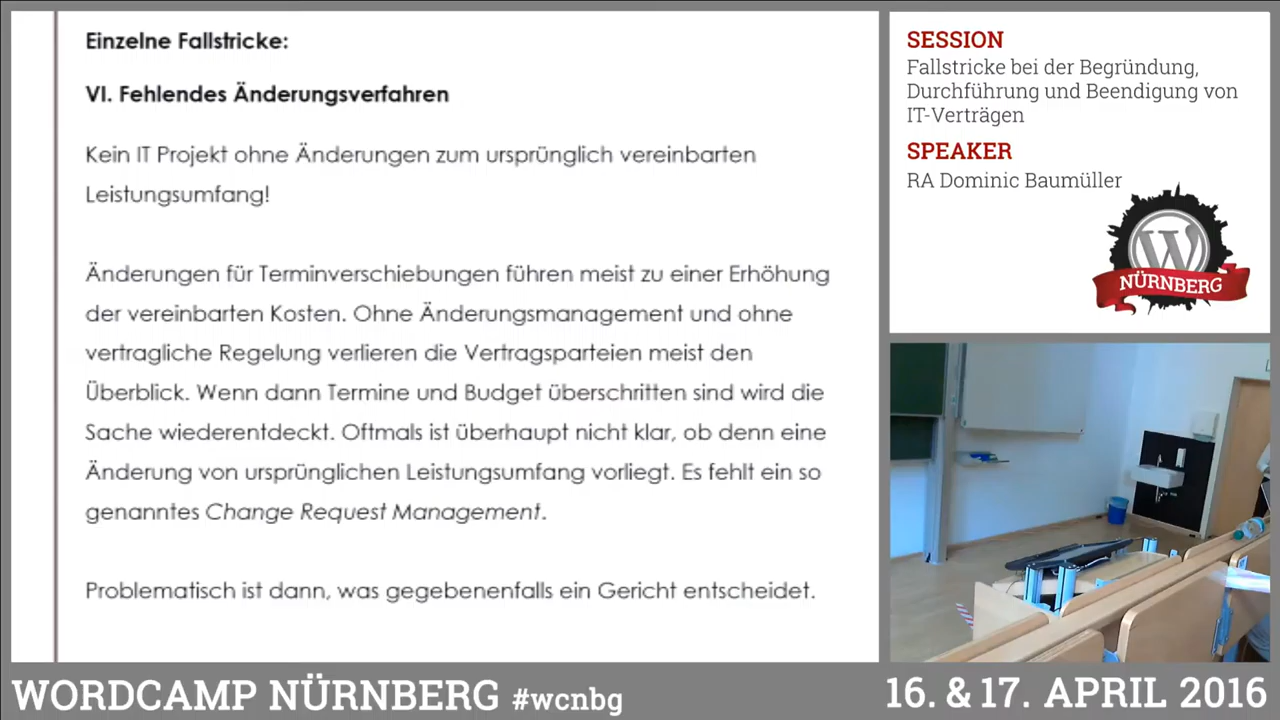 Einzelne Fallstricke:
VI. Fehlendes Änderungsverfahren
Kein IT Projekt ohne Änderungen zum ursprünglich vereinbarten
Leistungsumfang!
Änderungen für Terminverschiebungen führen meist zu einer Erhöhung
der vereinbarten Kosten. Ohne Änderungsmanagement und ohne
vertragliche Regelung verlieren die Vertragsparteien meist den
Überblick. Wenn dann Termine und Budget überschritten sind wird die
Sache wiederentdeckt. Oftmals ist überhaupt nicht klar, ob denn eine
Änderung von ursprünglichen Leistungsumfang vorliegt. Es fehlt ein so
genanntes Change Request Management.
Problematisch ist dann, was gegebenenfalls ein Gericht entscheidet.
SESSION
Fallstricke bei der Begründung,
Durchführung und Beendigung von
IT-Verträgen
SPEAKER
RA Dominic Baumüller
W
NÜRNBERG
WORDCAMP NÜRNBERG #wcnbg
16. & 17. APRIL 2016